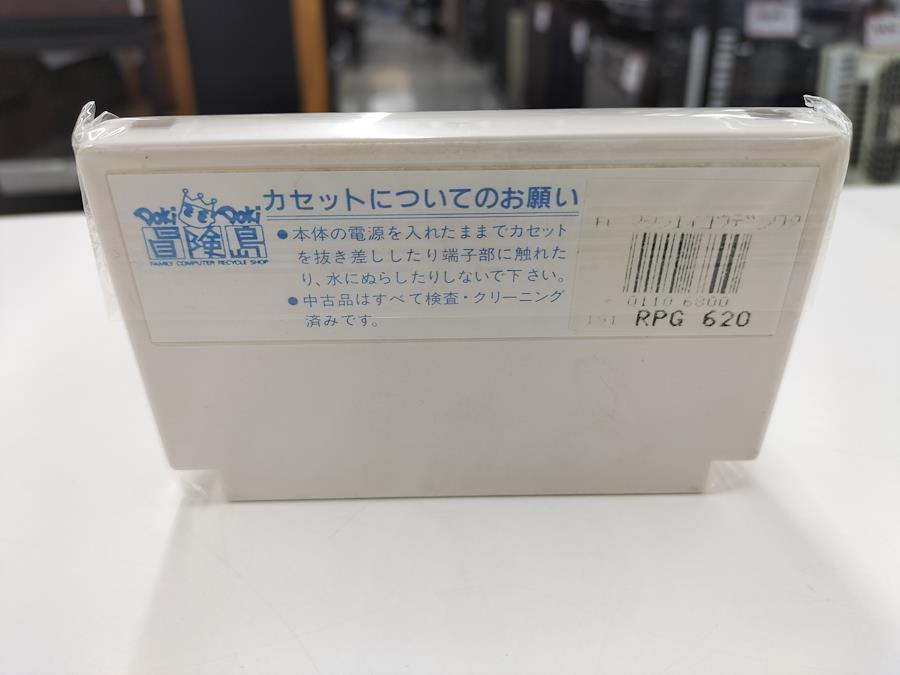 Doki Doki
冒険島
FAMILY COMPUTER RECYCLE SHOP
カセットについてのお願い
●本体の電源を入れたままでカセット
を抜き差ししたり端子部に触れた
り、水にぬらしたりしないで下さい。
●中古品はすべて検査・クリーニング
済みです。
0110 6800
191 RPG 620